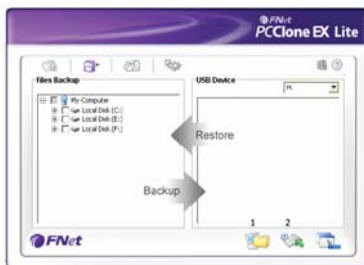 FNet
PCClone EX Lite
Files Backup
USB Device
H:
My Computer
Local Disk (C:)
Local Disk (E:)
Local Disk (F:)
Restore
Backup
1 2
FNet